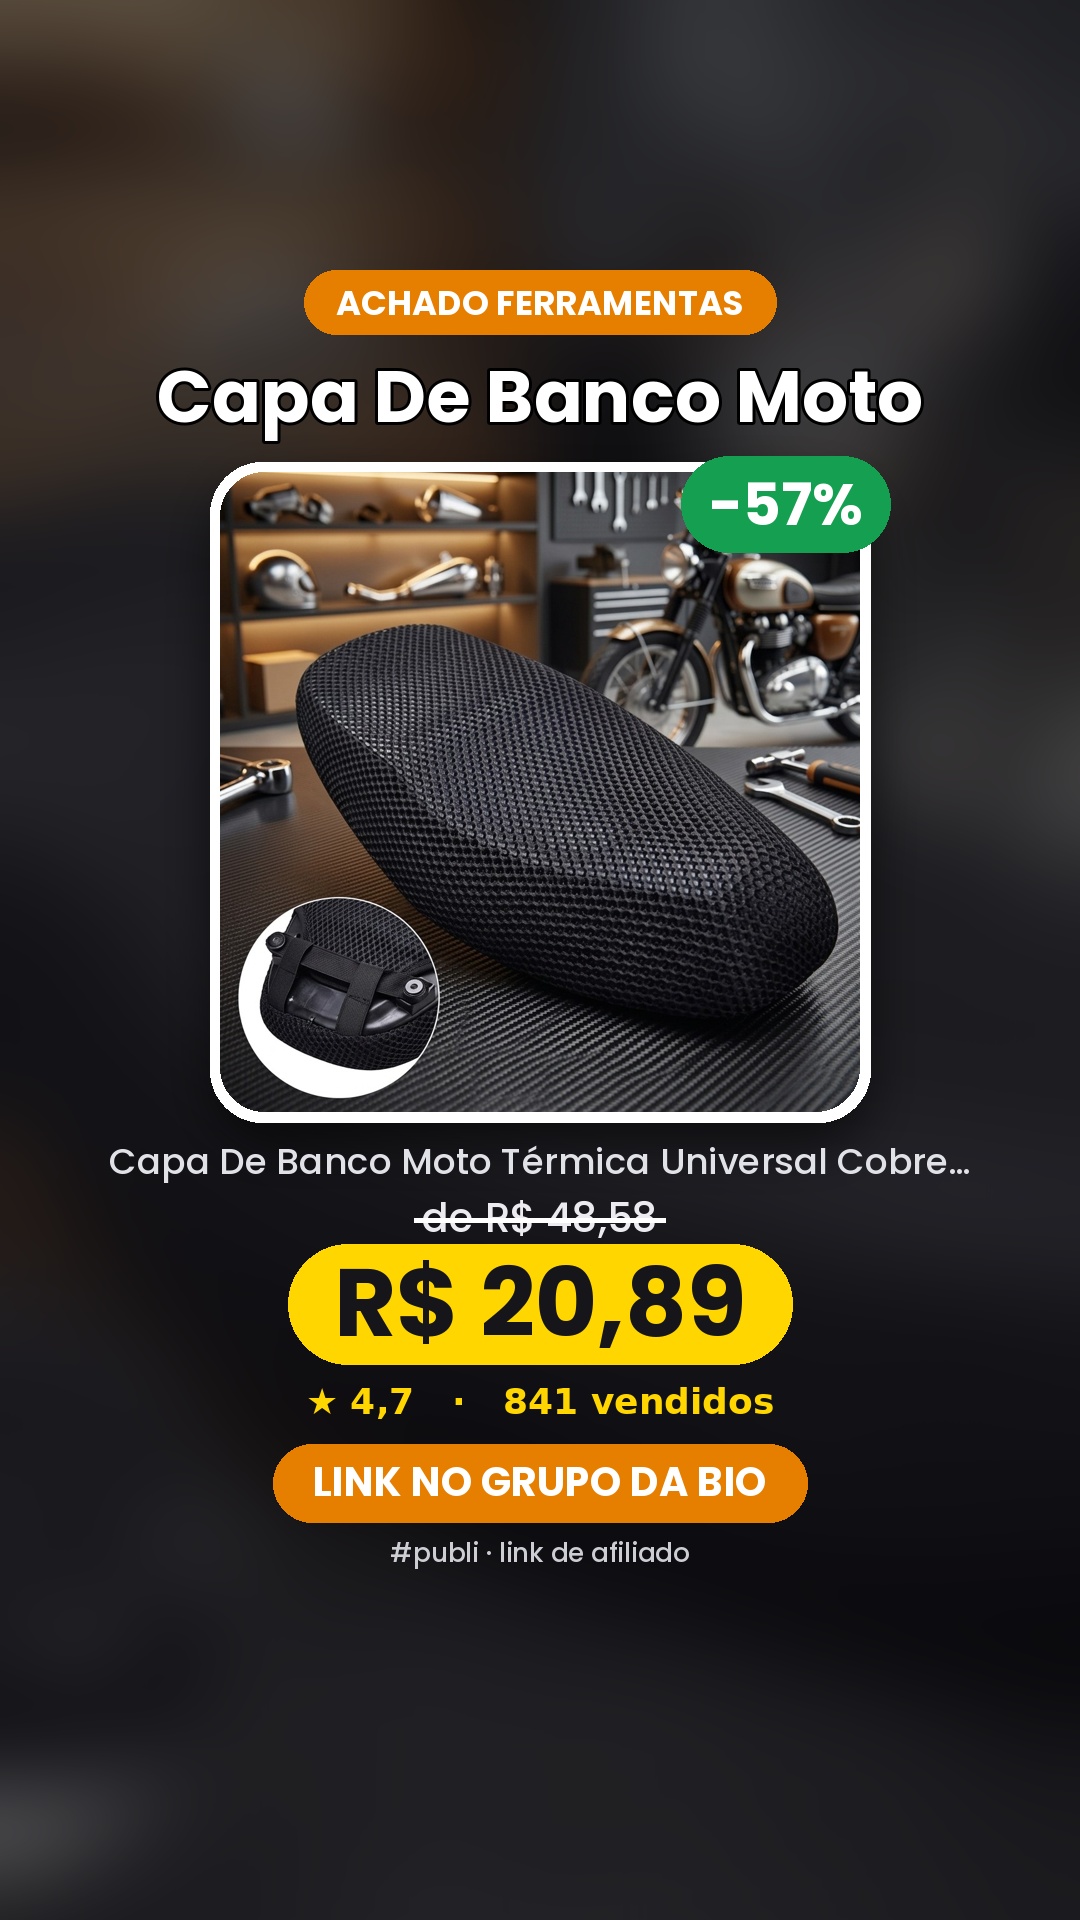 ACHADO FERRAMENTAS
Capa De Banco Moto
-57%
Capa De Banco Moto Térmica Universal Cobre...
de R$ 48,58
R$ 20,89
★ 4,7 · 841 vendidos
LINK NO GRUPO DA BIO
#publi · link de afiliado